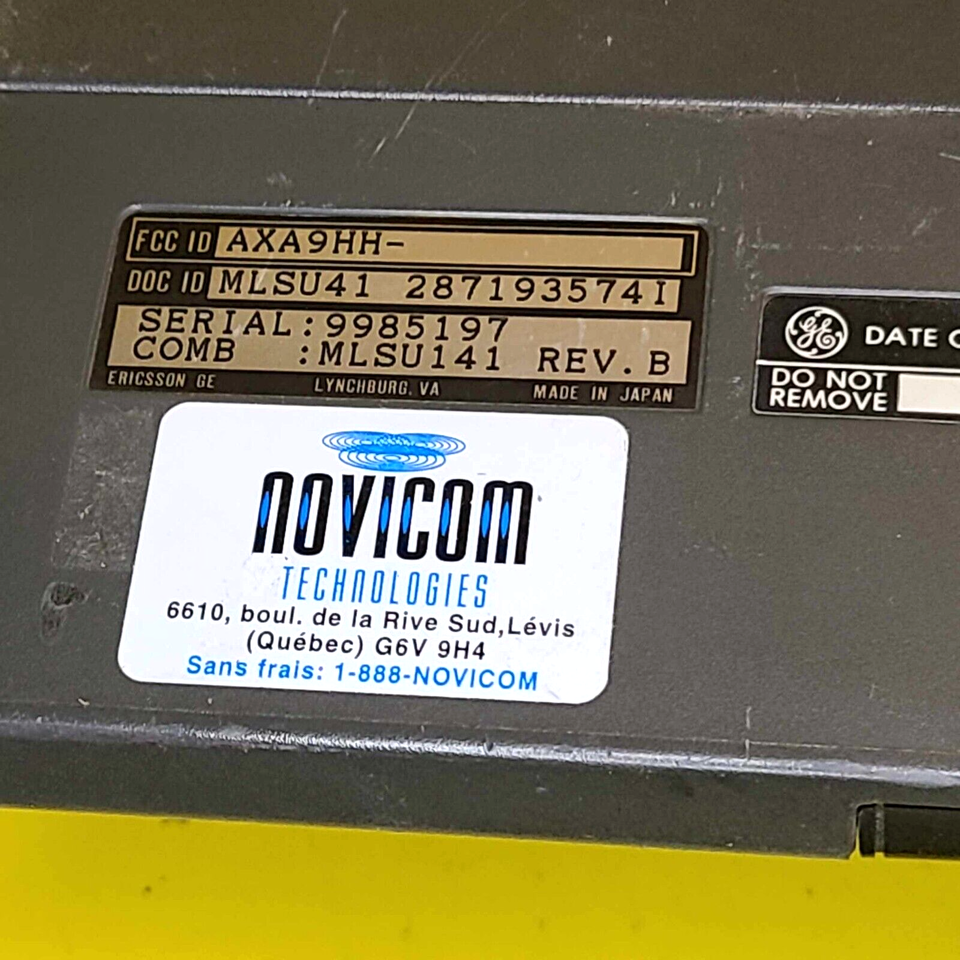 FCC ID AXA9HH-
DOC ID MLSU41 287193574I
SERIAL:9985197
COMB :MLSU141 REV.B
ERICSSON GE LYNCHBURG, VA MADE IN JAPAN
GE DATE
DO NOT
REMOVE
NOVICOM
TECHNOLOGIES
6610, boul. de la Rive Sud,Lévis
(Québec) G6V 9H4
Sans frais: 1-888-NOVICOM